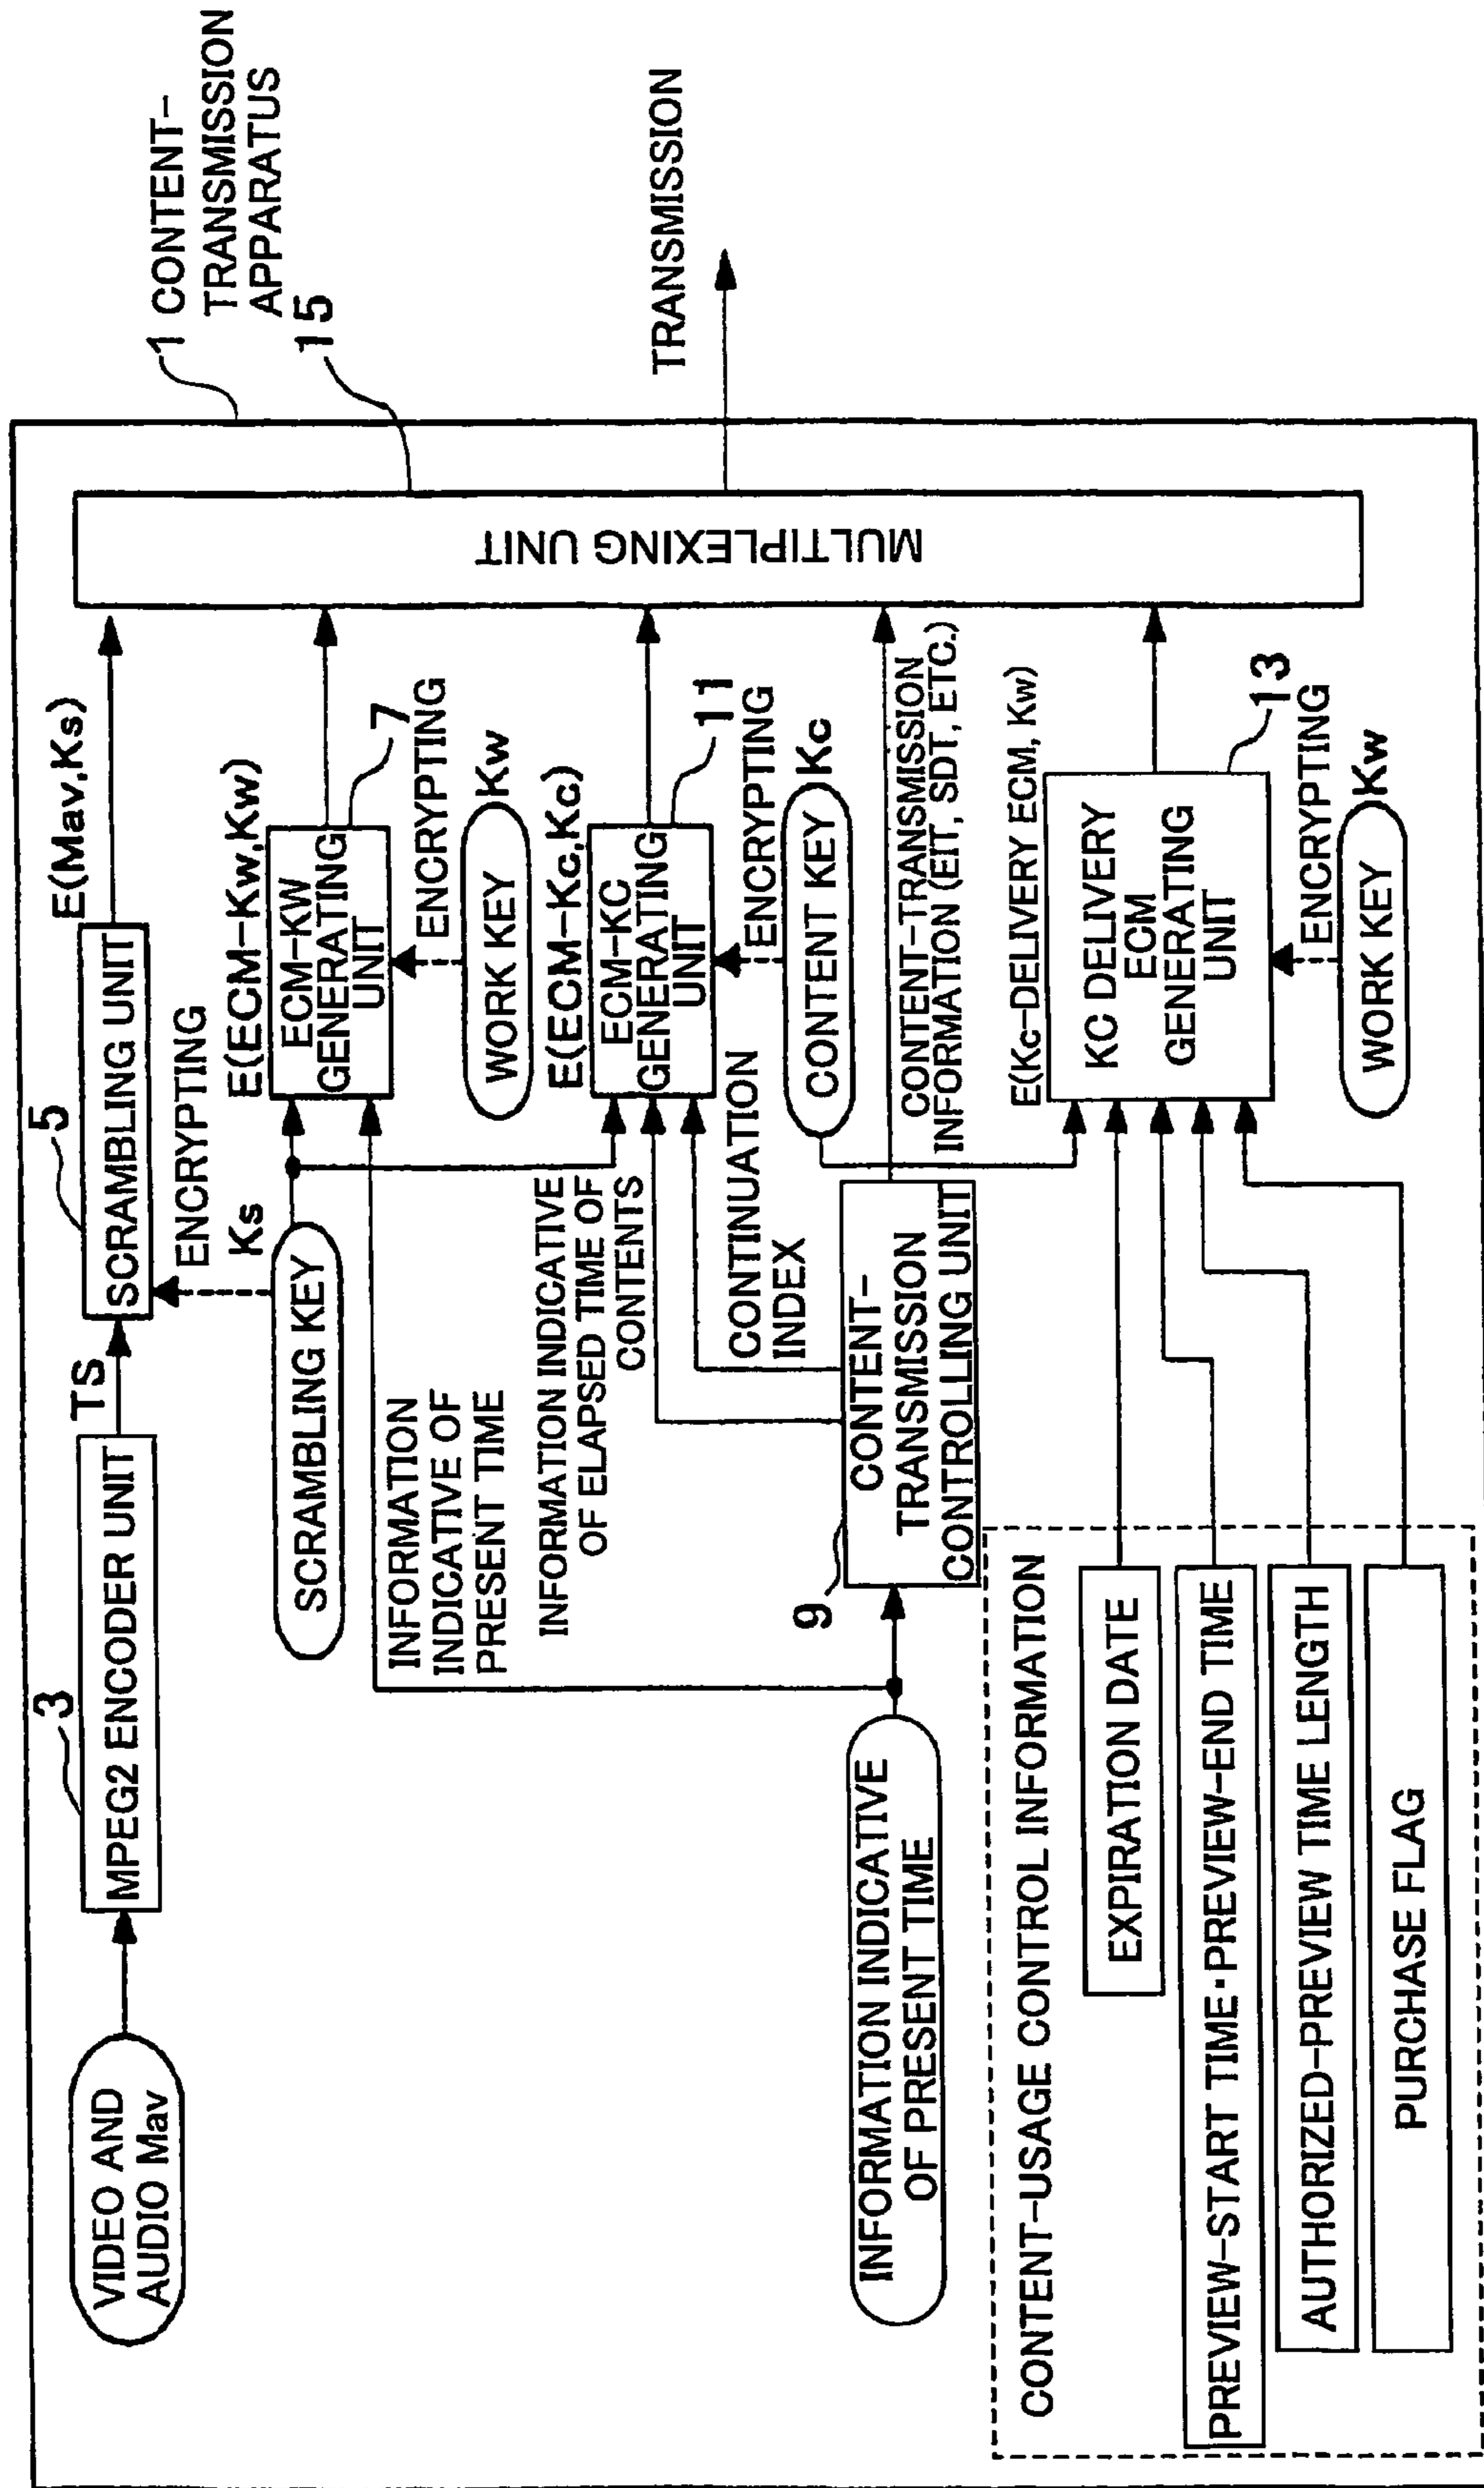 1 CONTENT-
TRANSMISSION
APPARATUS
15
VIDEO AND
AUDIO Mav
3
MPEG2 ENCODER UNIT
TS
5
SCRAMBLING UNIT
E(Mav,Ks)
ENCRYPTING
Ks
SCRAMBLING KEY
E(ECM-Kw,Kw)
ECM-KW
GENERATING
UNIT
7
ENCRYPTING
WORK KEY
Kw
INFORMATION
INDICATIVE OF
PRESENT TIME
INFORMATION INDICATIVE
OF ELAPSED TIME OF
CONTENTS
E(ECM-Kc,Kc)
ECM-KC
GENERATING
UNIT
11
ENCRYPTING
CONTENT KEY
Kc
CONTINUATION
INDEX
MULTIPLEXING UNIT
TRANSMISSION
INFORMATION INDICATIVE
OF PRESENT TIME
9
CONTENT-
TRANSMISSION
CONTROLLING UNIT
CONTENT-TRANSMISSION
INFORMATION (EIT, SDT, ETC.)
E(Kc-DELIVERY ECM, Kw)
KC DELIVERY
ECM
GENERATING
UNIT
13
ENCRYPTING
WORK KEY
Kw
CONTENT-USAGE CONTROL INFORMATION
EXPIRATION DATE
PREVIEW-START TIME·PREVIEW-END TIME
AUTHORIZED-PREVIEW TIME LENGTH
PURCHASE FLAG